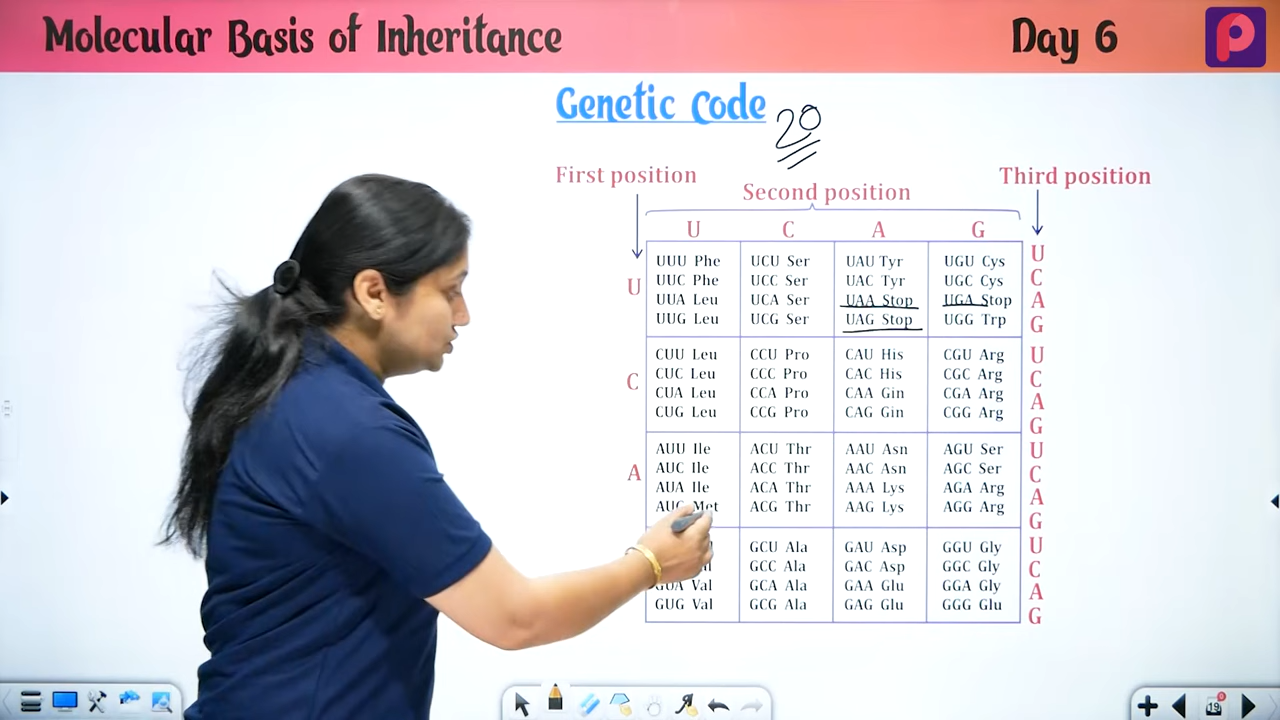 Molecular Basis of Inheritance Day 6
Genetic Code 20
First position Second position Third position
U C A G
U
UUU Phe UCU Ser UAU Tyr UGU Cys U
UUC Phe UCC Ser UAC Tyr UGC Cys C
UUA Leu UCA Ser UAA Stop UGA Stop A
UUG Leu UCG Ser UAG Stop UGG Trp G
C
CUU Leu CCU Pro CAU His CGU Arg U
CUC Leu CCC Pro CAC His CGC Arg C
CUA Leu CCA Pro CAA Gin CGA Arg A
CUG Leu CCG Pro CAG Gin CGG Arg G
A
AUU Ile ACU Thr AAU Asn AGU Ser U
AUC Ile ACC Thr AAC Asn AGC Ser C
AUA Ile ACA Thr AAA Lys AGA Arg A
AUG Met ACG Thr AAG Lys AGG Arg G
GCU Ala GAU Asp GGU Gly U
GCC Ala GAC Asp GGC Gly C
GUA Val GCA Ala GAA Glu GGA Gly A
GUG Val GCG Ala GAG Glu GGG Glu G
19